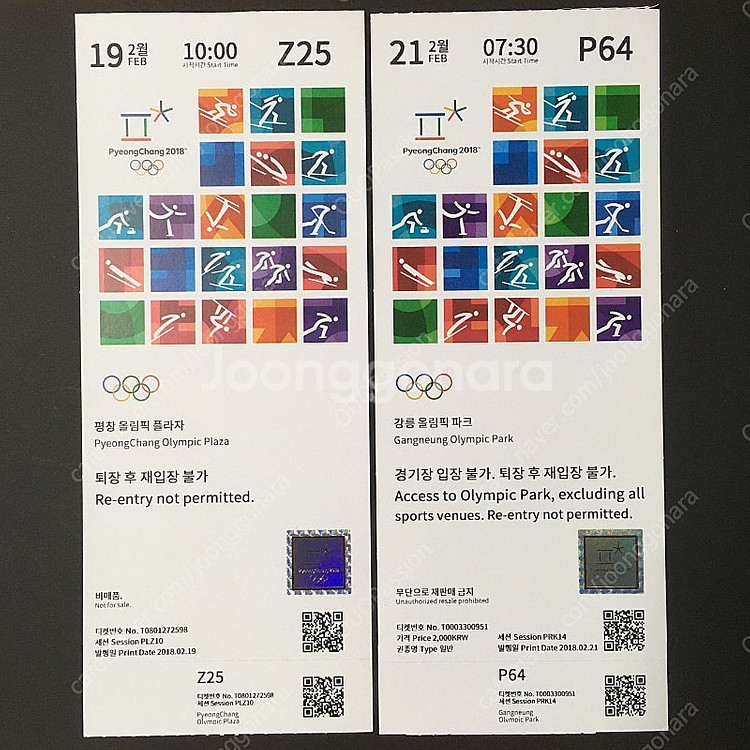 19 2월 FEB
10:00 시작시간 Start Time
Z25
PyeongChang 2018™
평창 올림픽 플라자
PyeongChang Olympic Plaza
퇴장 후 재입장 불가
Re-entry not permitted.
비매품.
Not for sale.
티켓번호 No. T0801272598
세션 Session PLZ10
발행일 Print Date 2018.02.19
Z25
티켓번호 No. T0801272598
세션 Session PLZ10
PyeongChang
Olympic Plaza
21 2월 FEB
07:30 시작시간 Start Time
P64
PyeongChang 2018™
강릉 올림픽 파크
Gangneung Olympic Park
경기장 입장 불가. 퇴장 후 재입장 불가.
Access to Olympic Park, excluding all
sports venues. Re-entry not permitted.
무단으로 재판매 금지
Unauthorized resale prohibited
티켓번호 No. T0003300951
가격 Price 2,000KRW
세션 Session PRK14
권종명 Type 일반
발행일 Print Date 2018.02.21
P64
티켓번호 No. T0003300951
세션 Session PRK14
Gangneung
Olympic Park
Joonggonara